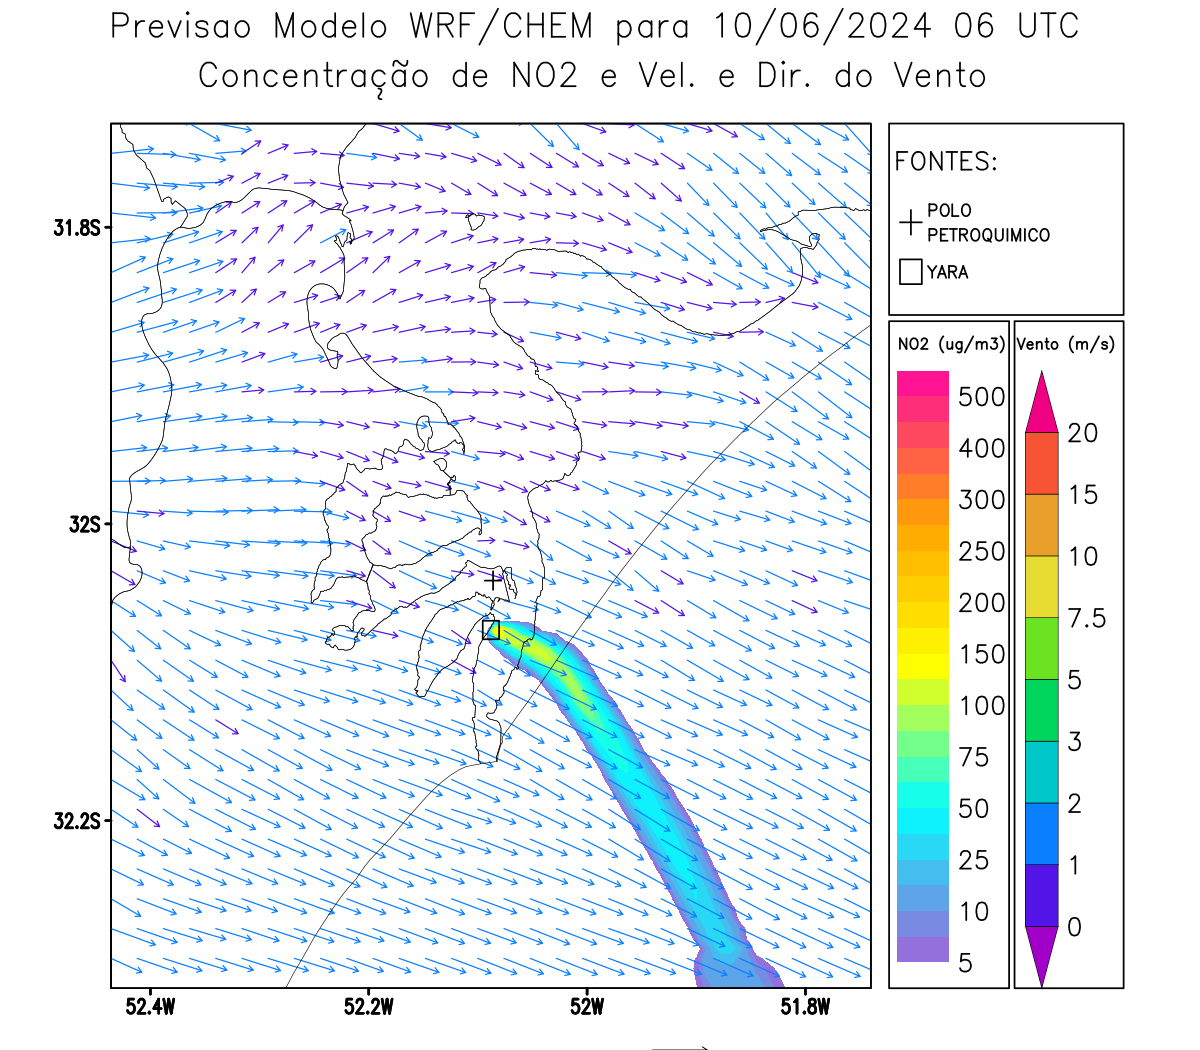 Previsao Modelo WRF/CHEM para 10/06/2024 06 UTC
Concentração de NO2 e Vel. e Dir. do Vento
FONTES:
POLO
PETROQUIMICO
YARA
NO2 (ug/m3)
500
400
300
250
200
150
100
75
50
25
10
5
Vento (m/s)
20
15
10
7.5
5
3
2
1
0
31.8S
32S
32.2S
52.4W
52.2W
52W
51.8W